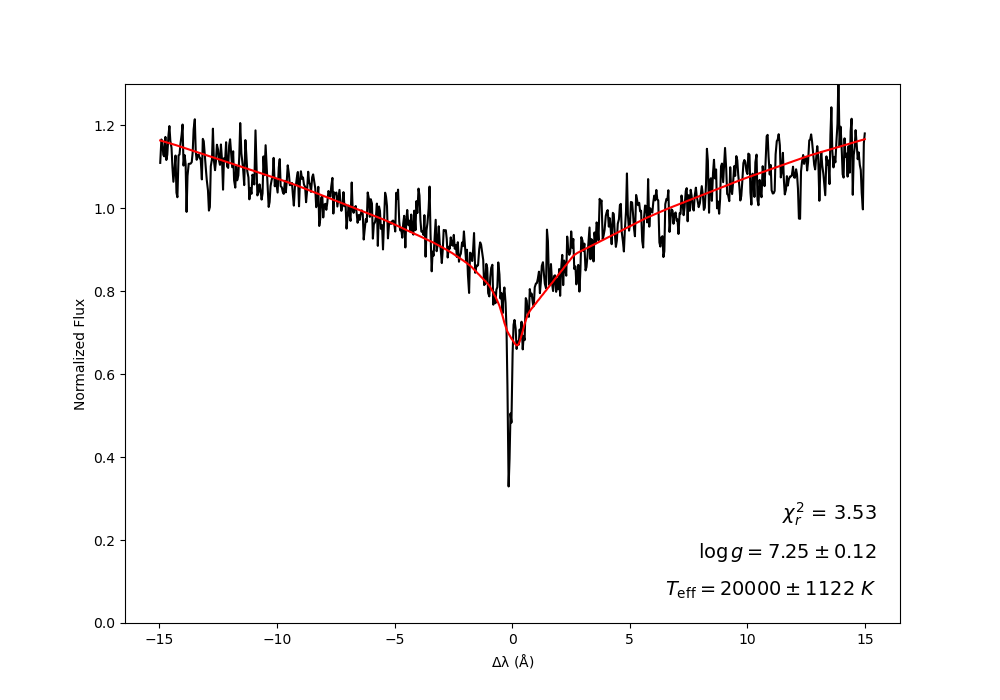 1.2
1.0
0.8
0.6
0.4
0.2
0.0
Normalized Flux
χ²ᵣ = 3.53
log g = 7.25 ± 0.12
T_eff = 20000 ± 1122 K
−15 −10 −5 0 5 10 15
Δλ (Å)